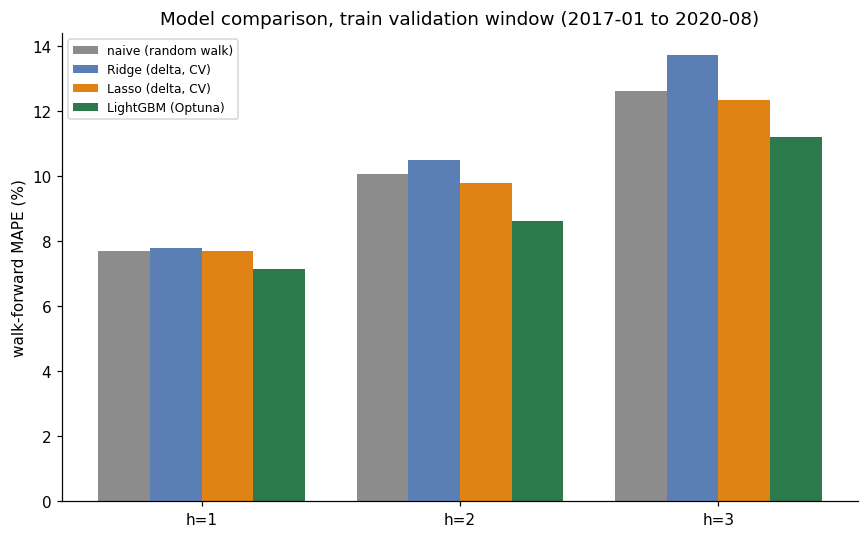 Model comparison, train validation window (2017-01 to 2020-08)
naive (random walk)
Ridge (delta, CV)
Lasso (delta, CV)
LightGBM (Optuna)
walk-forward MAPE (%)
14
12
10
8
6
4
2
0
h=1
h=2
h=3